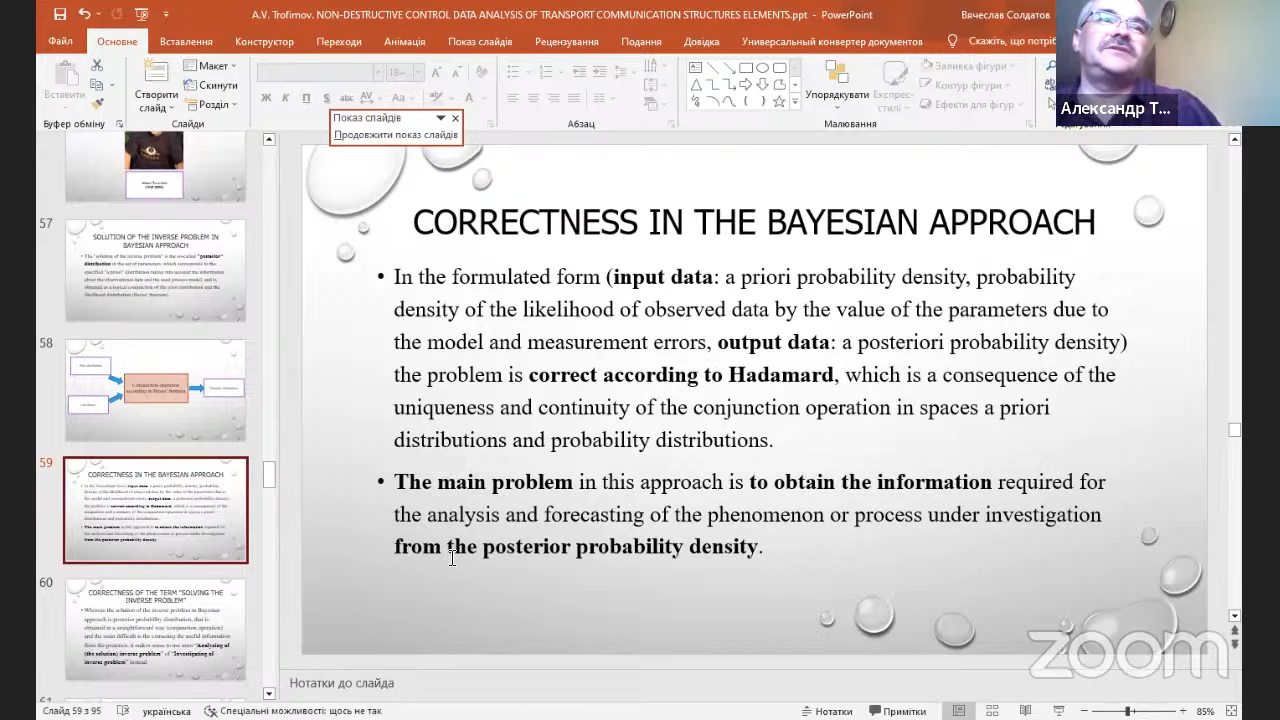 A.V. Trofimov. NON-DESTRUCTIVE CONTROL DATA ANALYSIS OF TRANSPORT COMMUNICATION STRUCTURES ELEMENTS.ppt - PowerPoint
Вячеслав Солдатов
Файл Основне Вставлення Конструктор Переходи Анімація Показ слайдів Рецензування Подання Довідка Универсальный конвертер документов
Александр Т...
Вставити
Створити слайд
Макет
Скинути
Розділ
Упорядкувати
Заливка фігури
Контур фігури
Ефекти для фігур
Буфер обміну Слайди Абзац Малювання
Показ слайдів
Продовжити показ слайдів
57
SOLUTION OF THE INVERSE PROBLEM IN
BAYESIAN APPROACH
58
59
CORRECTNESS IN THE BAYESIAN APPROACH
60
CORRECTNESS OF THE TERM "SOLVING THE
INVERSE PROBLEM"
CORRECTNESS IN THE BAYESIAN APPROACH
• In the formulated form (input data: a priori probability density, probability
density of the likelihood of observed data by the value of the parameters due to
the model and measurement errors, output data: a posteriori probability density)
the problem is correct according to Hadamard, which is a consequence of the
uniqueness and continuity of the conjunction operation in spaces a priori
distributions and probability distributions.
• The main problem in this approach is to obtain the information required for
the analysis and forecasting of the phenomenon or process under investigation
from the posterior probability density.
zoom
Нотатки до слайда
Слайд 59 з 95 українська Спеціальні можливості: щось не так Нотатки Примітки 85%